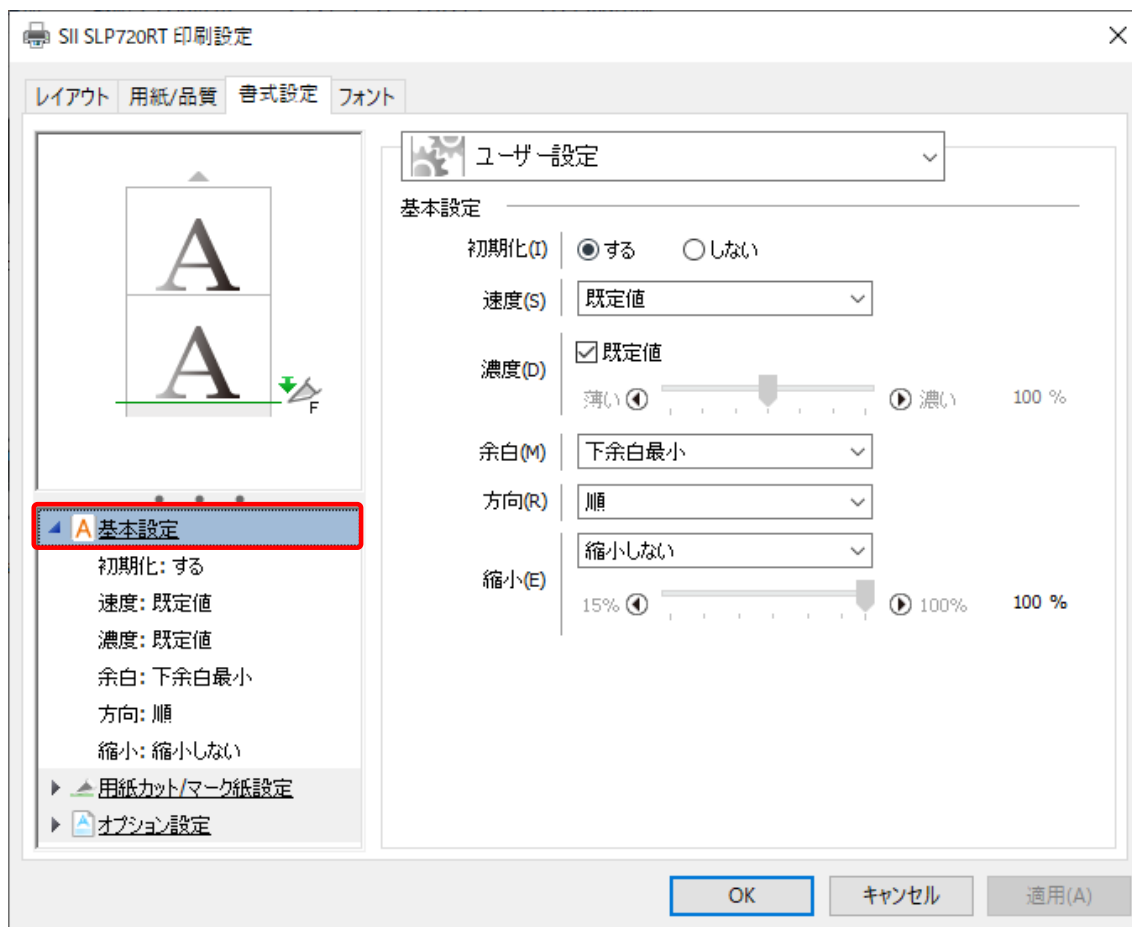 SII SLP720RT 印刷設定
レイアウト 用紙/品質 書式設定 フォント
A
A
F
基本設定
初期化: する
速度: 既定値
濃度: 既定値
余白: 下余白最小
方向: 順
縮小: 縮小しない
用紙カット/マーク紙設定
オプション設定
ユーザー設定
基本設定
初期化(I) する しない
速度(S) 既定値
濃度(D) 既定値
薄い 濃い 100 %
余白(M) 下余白最小
方向(R) 順
縮小(E) 縮小しない
15% 100% 100 %
OK キャンセル 適用(A)